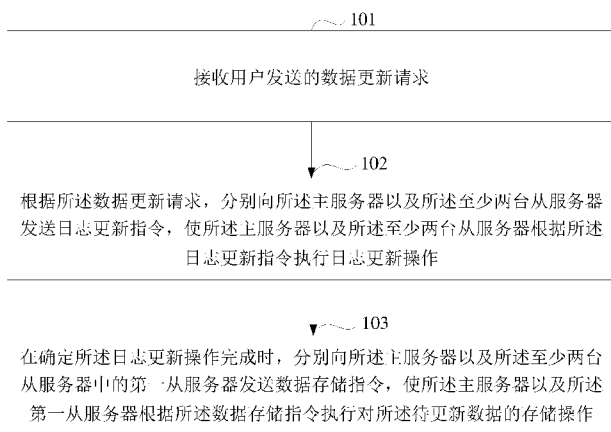 101
接收用户发送的数据更新请求
102
根据所述数据更新请求，分别向所述主服务器以及所述至少两台从服务器
发送日志更新指令，使所述主服务器以及所述至少两台从服务器根据所述
日志更新指令执行日志更新操作
103
在确定所述日志更新操作完成时，分别向所述主服务器以及所述至少两台
从服务器中的第一从服务器发送数据存储指令，使所述主服务器以及所述
第一从服务器根据所述数据存储指令执行对所述待更新数据的存储操作